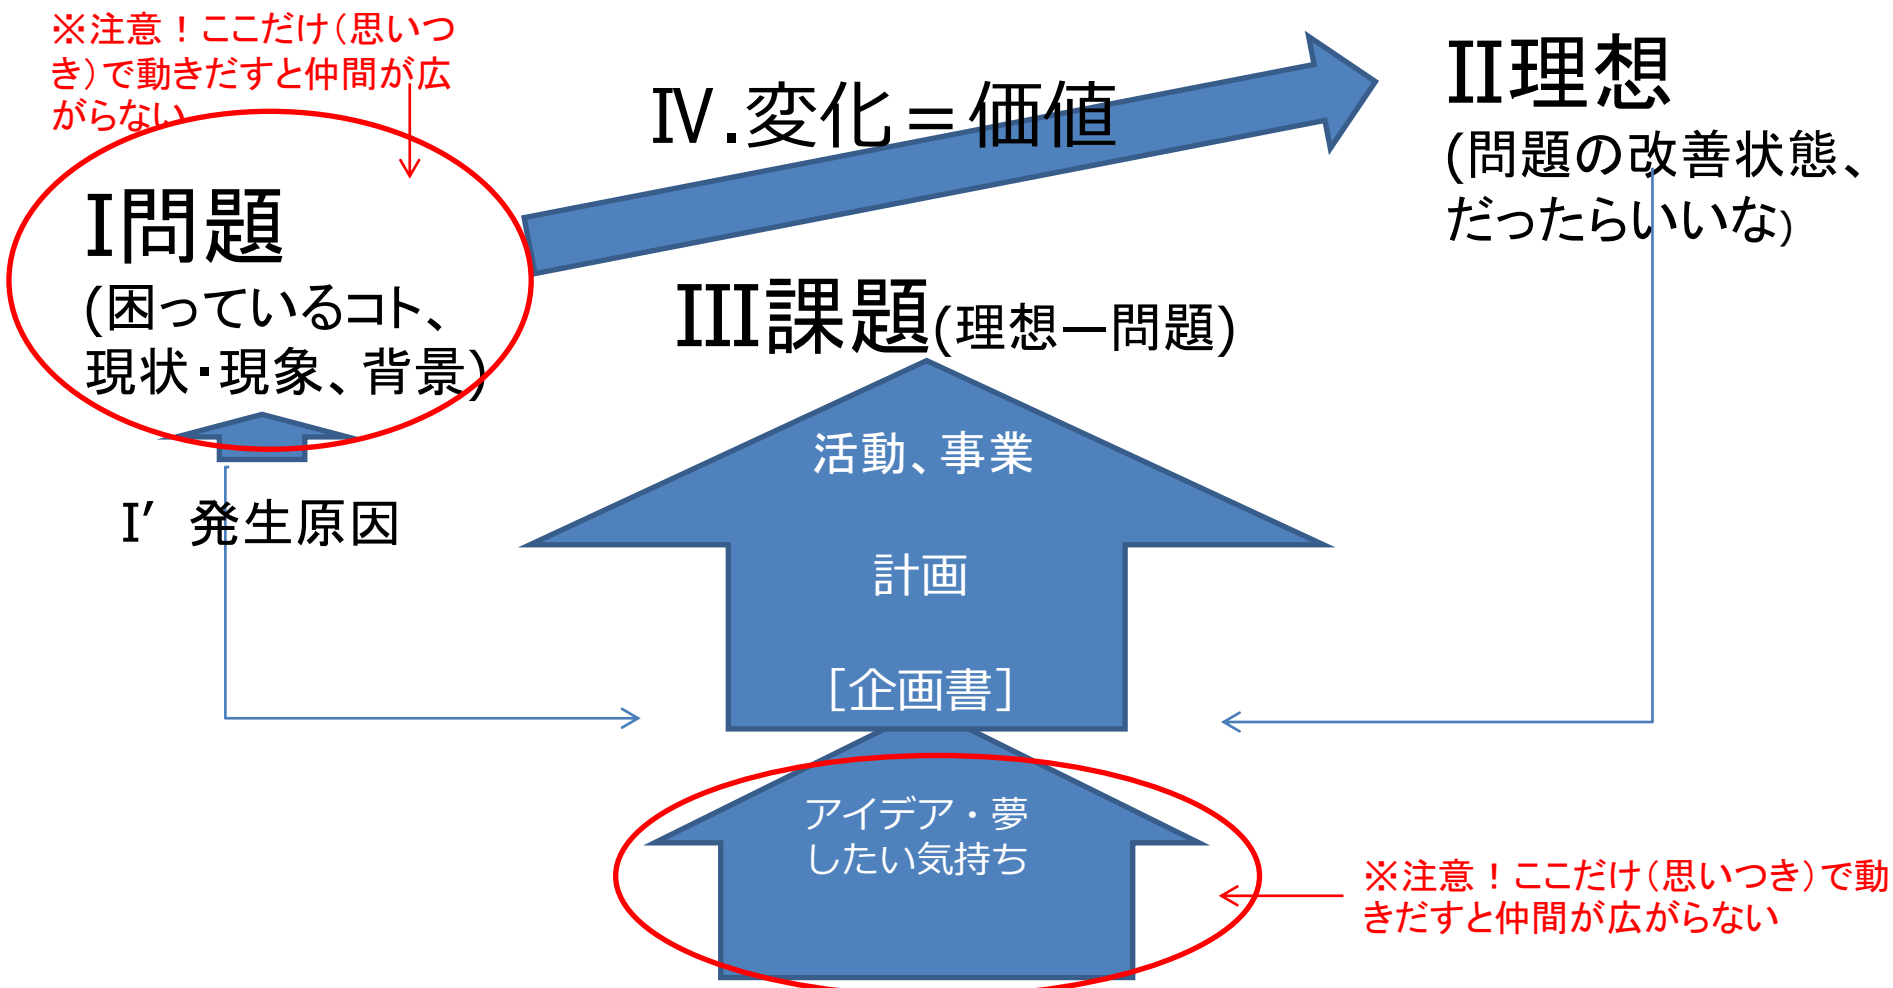 ※注意！ここだけ（思いつ
き）で動きだすと仲間が広
がらない
Ⅰ問題
(困っているコト、
現状・現象、背景)
Ⅰ’ 発生原因
Ⅳ.変化＝価値
Ⅱ理想
(問題の改善状態、
だったらいいな)
Ⅲ課題(理想―問題)
活動、事業
計画
［企画書］
アイデア・夢
したい気持ち
※注意！ここだけ（思いつき）で動
きだすと仲間が広がらない